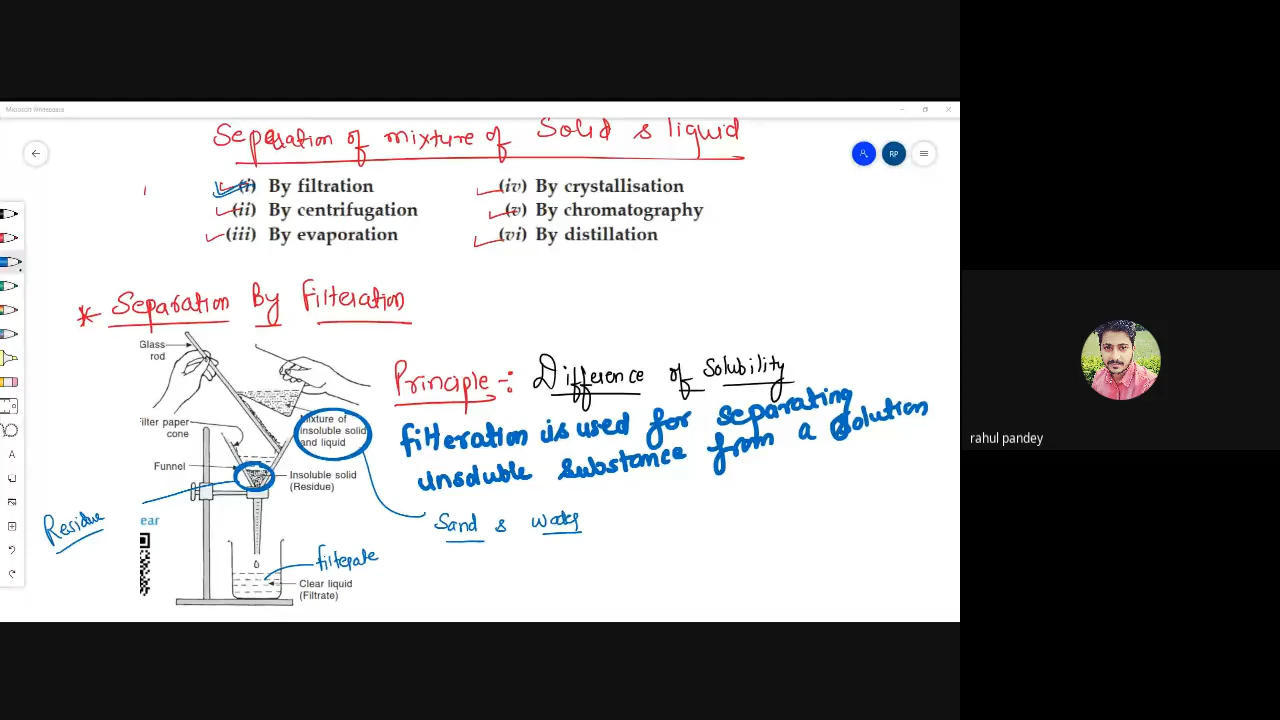 Microsoft Whiteboard
Separation of mixture of Solid & liquid
(i) By filtration
(iv) By crystallisation
(ii) By centrifugation
(v) By chromatography
(iii) By evaporation
(vi) By distillation
RP
* Separation By Filteration
Glass
rod
Principle -: Difference of Solubility
filteration is used for separating
unsoluble substance from a solution
Mixture of
insoluble solid
and liquid
ilter paper
cone
Funnel
Insoluble solid
(Residue)
Residue
ear
Sand & Water
filterate
Clear liquid
(Filtrate)
A
rahul pandey